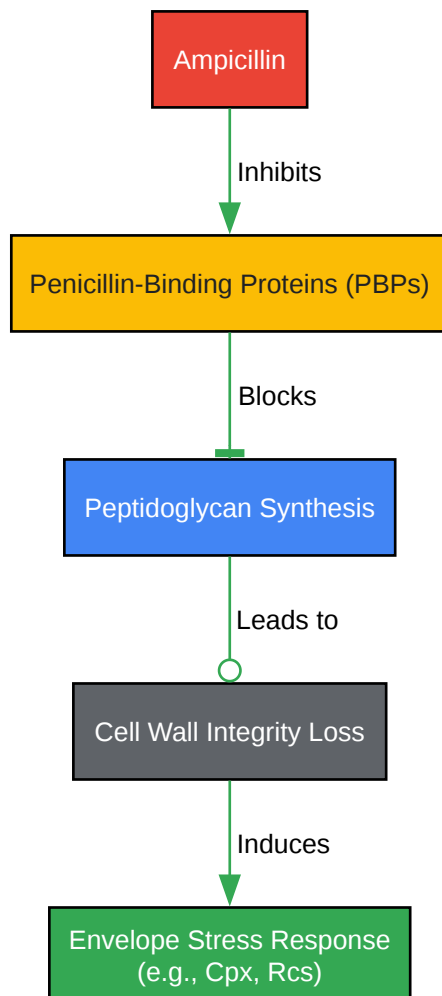 Ampicillin
Inhibits
Penicillin-Binding Proteins (PBPs)
Blocks
Peptidoglycan Synthesis
Leads to
Cell Wall Integrity Loss
Induces
Envelope Stress Response
(e.g., Cpx, Rcs)